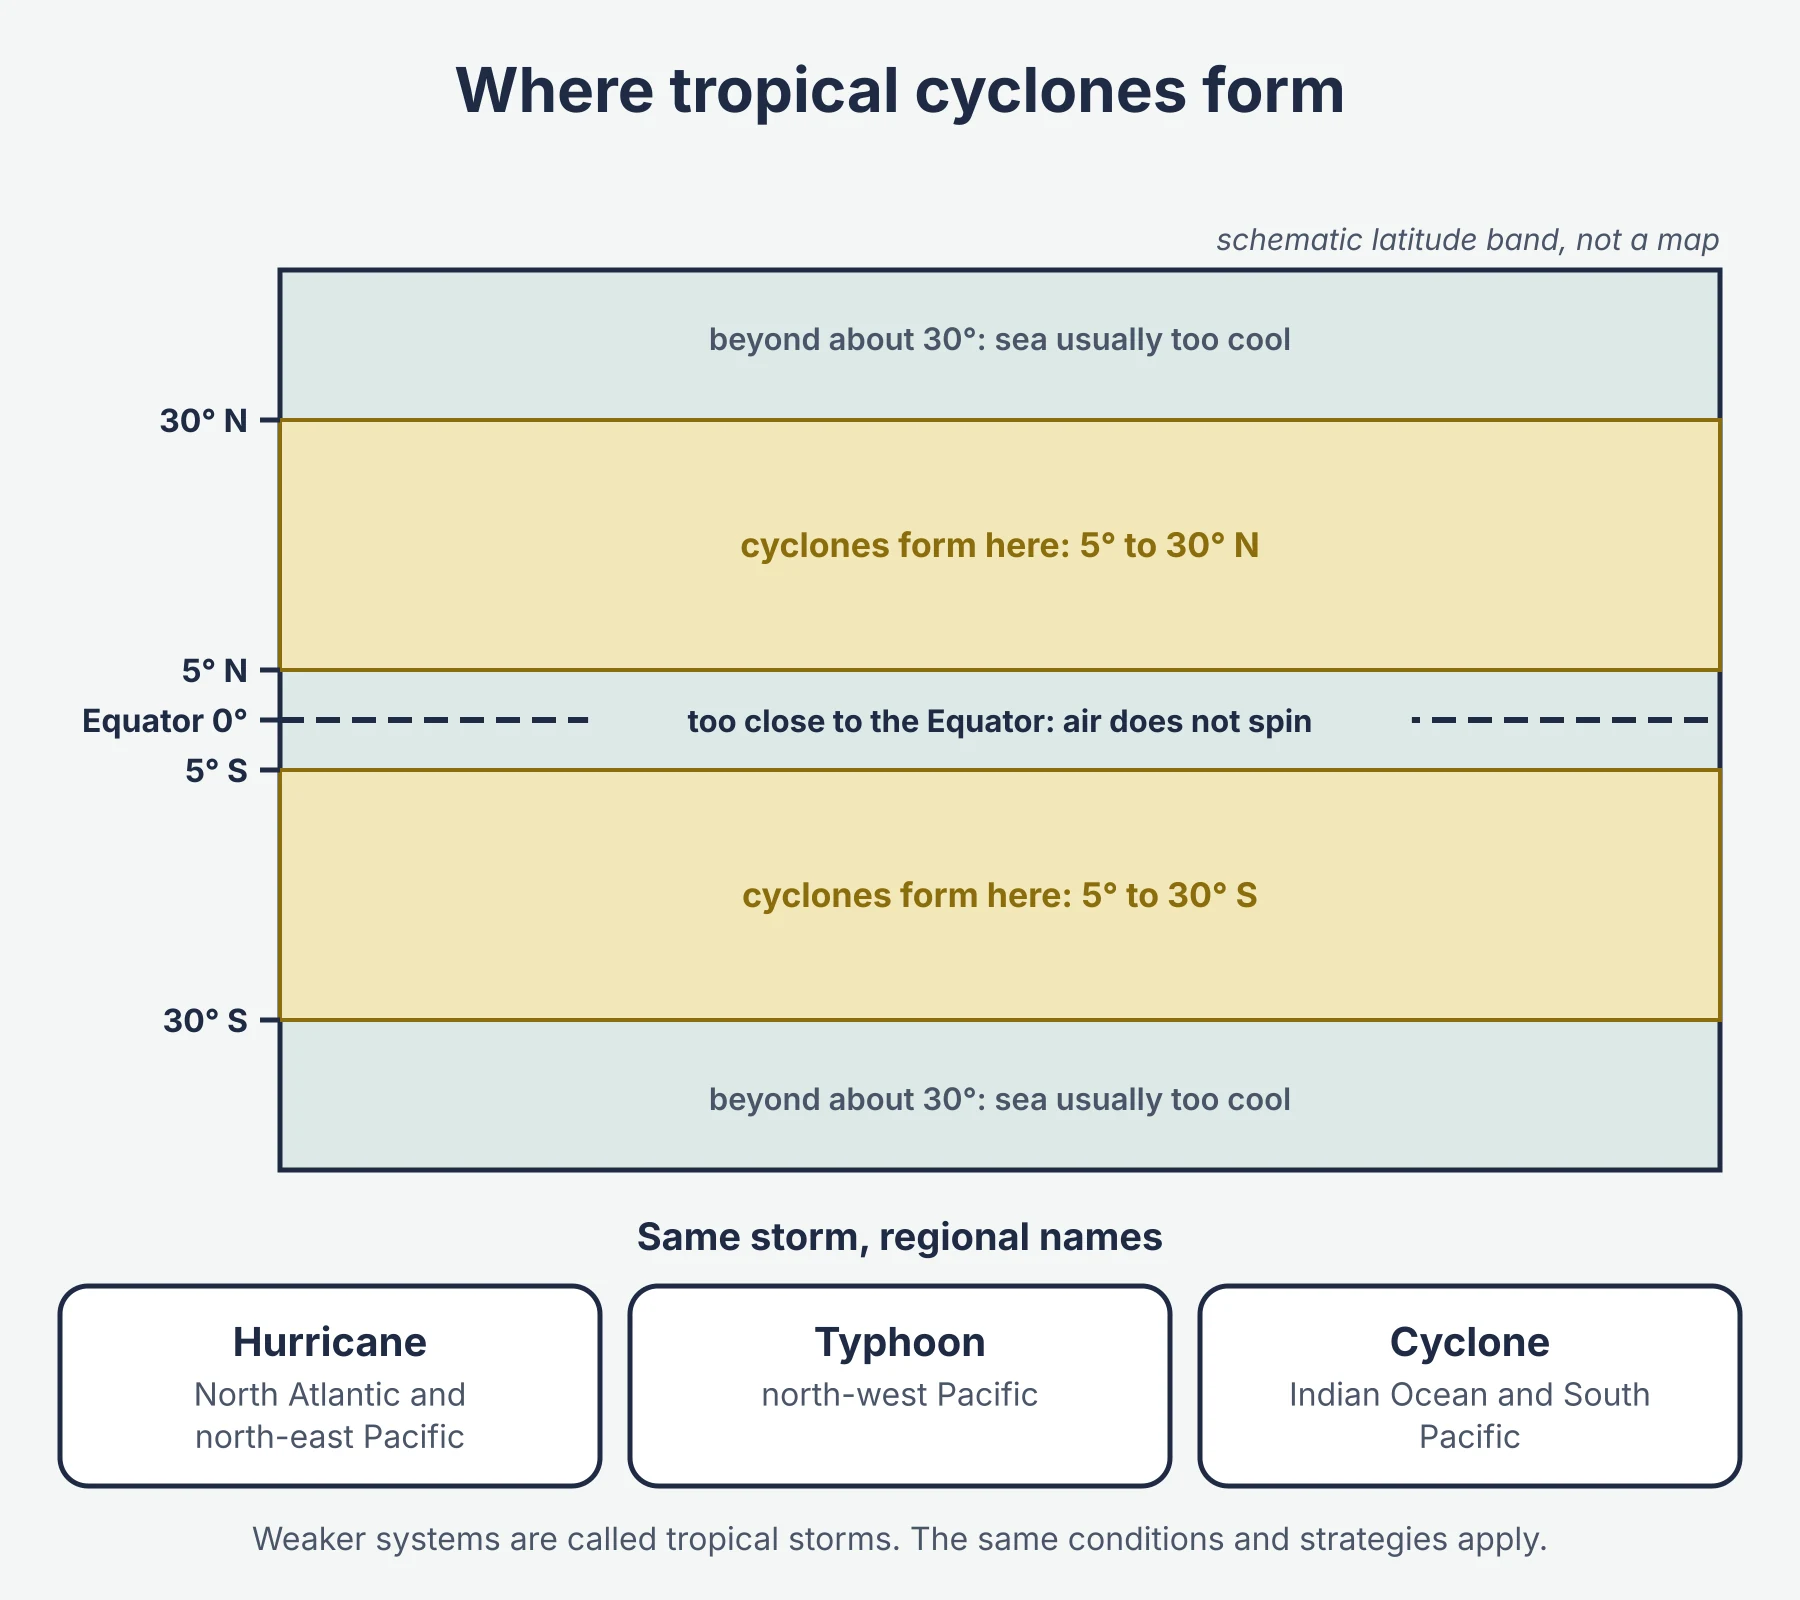 Where tropical cyclones form
schematic latitude band, not a map
beyond about 30°: sea usually too cool
30° N
cyclones form here: 5° to 30° N
5° N
Equator 0°
too close to the Equator: air does not spin
5° S
cyclones form here: 5° to 30° S
30° S
beyond about 30°: sea usually too cool
Same storm, regional names
Hurricane
North Atlantic and
north-east Pacific
Typhoon
north-west Pacific
Cyclone
Indian Ocean and South
Pacific
Weaker systems are called tropical storms. The same conditions and strategies apply.